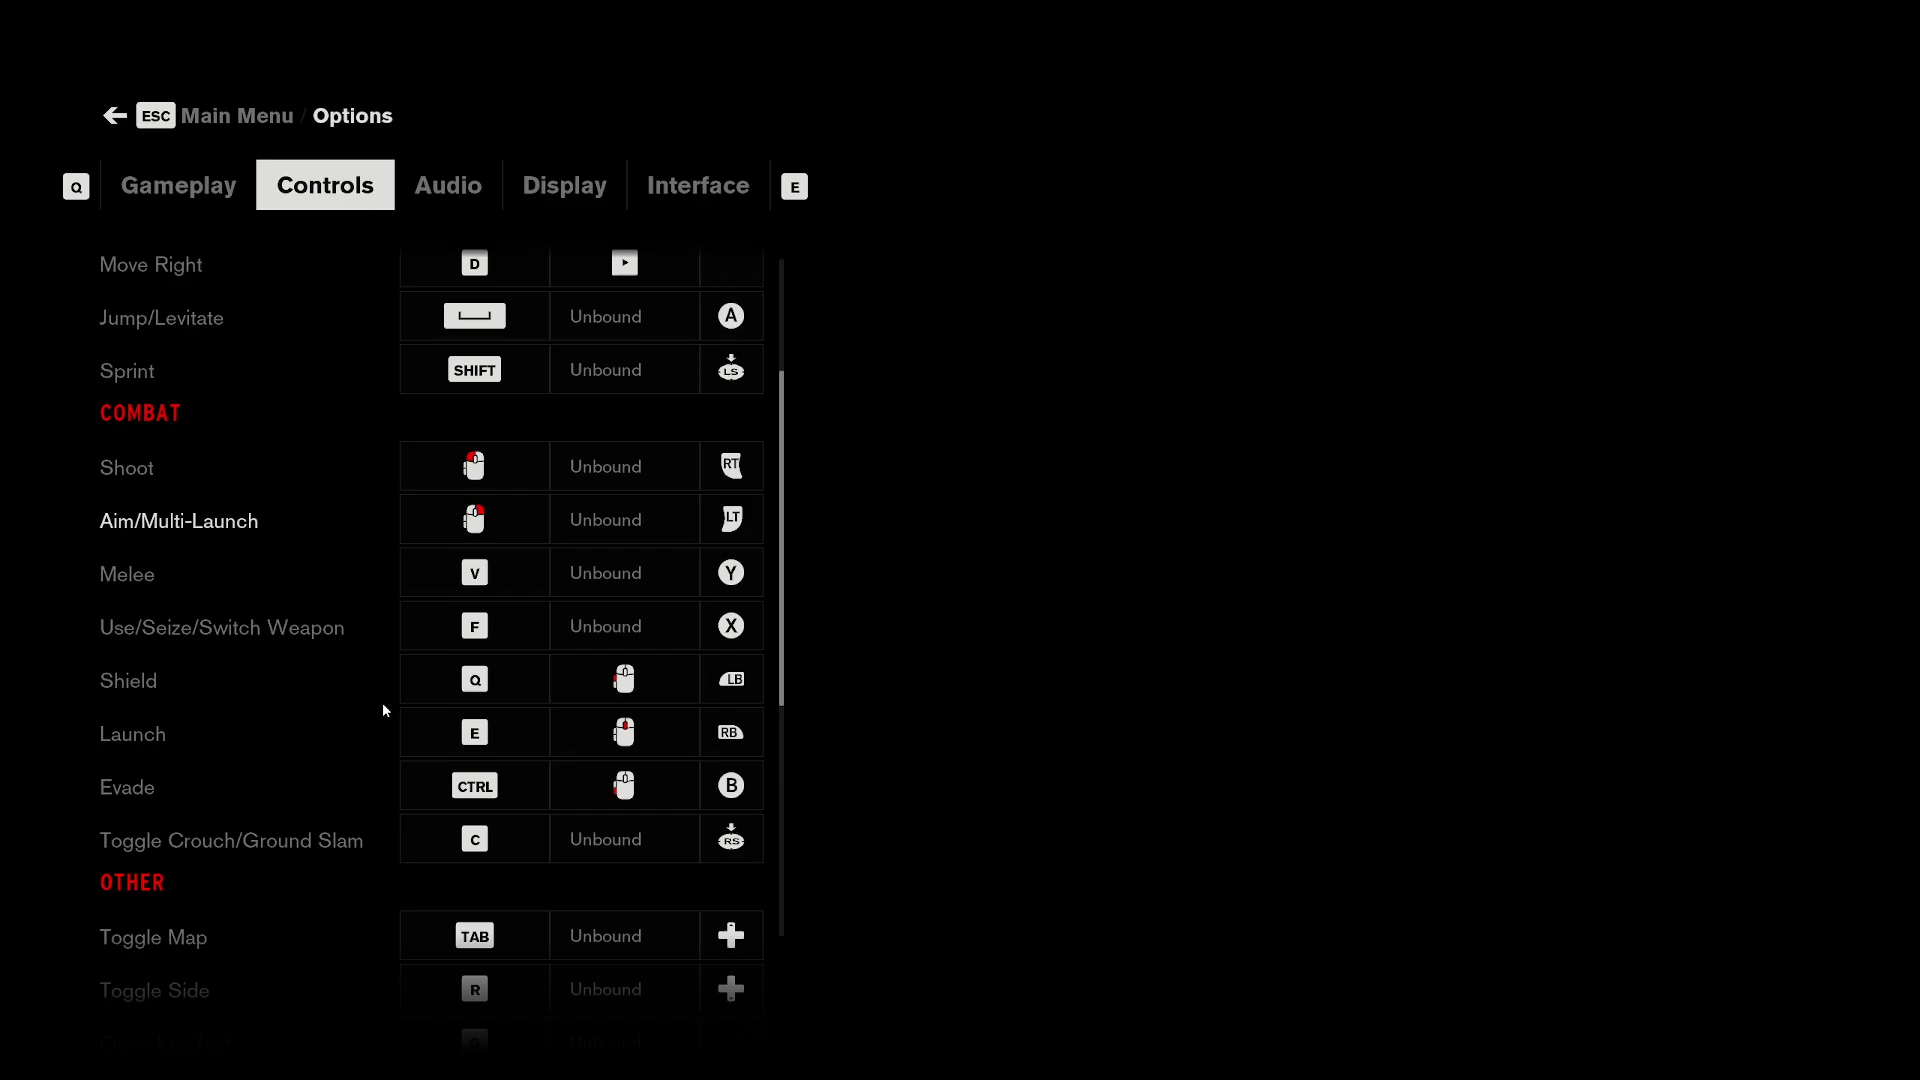 ESC Main Menu / Options
Q Gameplay Controls Audio Display Interface E
Move Right D
Jump/Levitate Unbound A
Sprint SHIFT Unbound LS
COMBAT
Shoot Unbound RT
Aim/Multi-Launch Unbound LT
Melee V Unbound Y
Use/Seize/Switch Weapon F Unbound X
Shield Q LB
Launch E RB
Evade CTRL B
Toggle Crouch/Ground Slam C Unbound RS
OTHER
Toggle Map TAB Unbound
Toggle Side R Unbound
Unbound